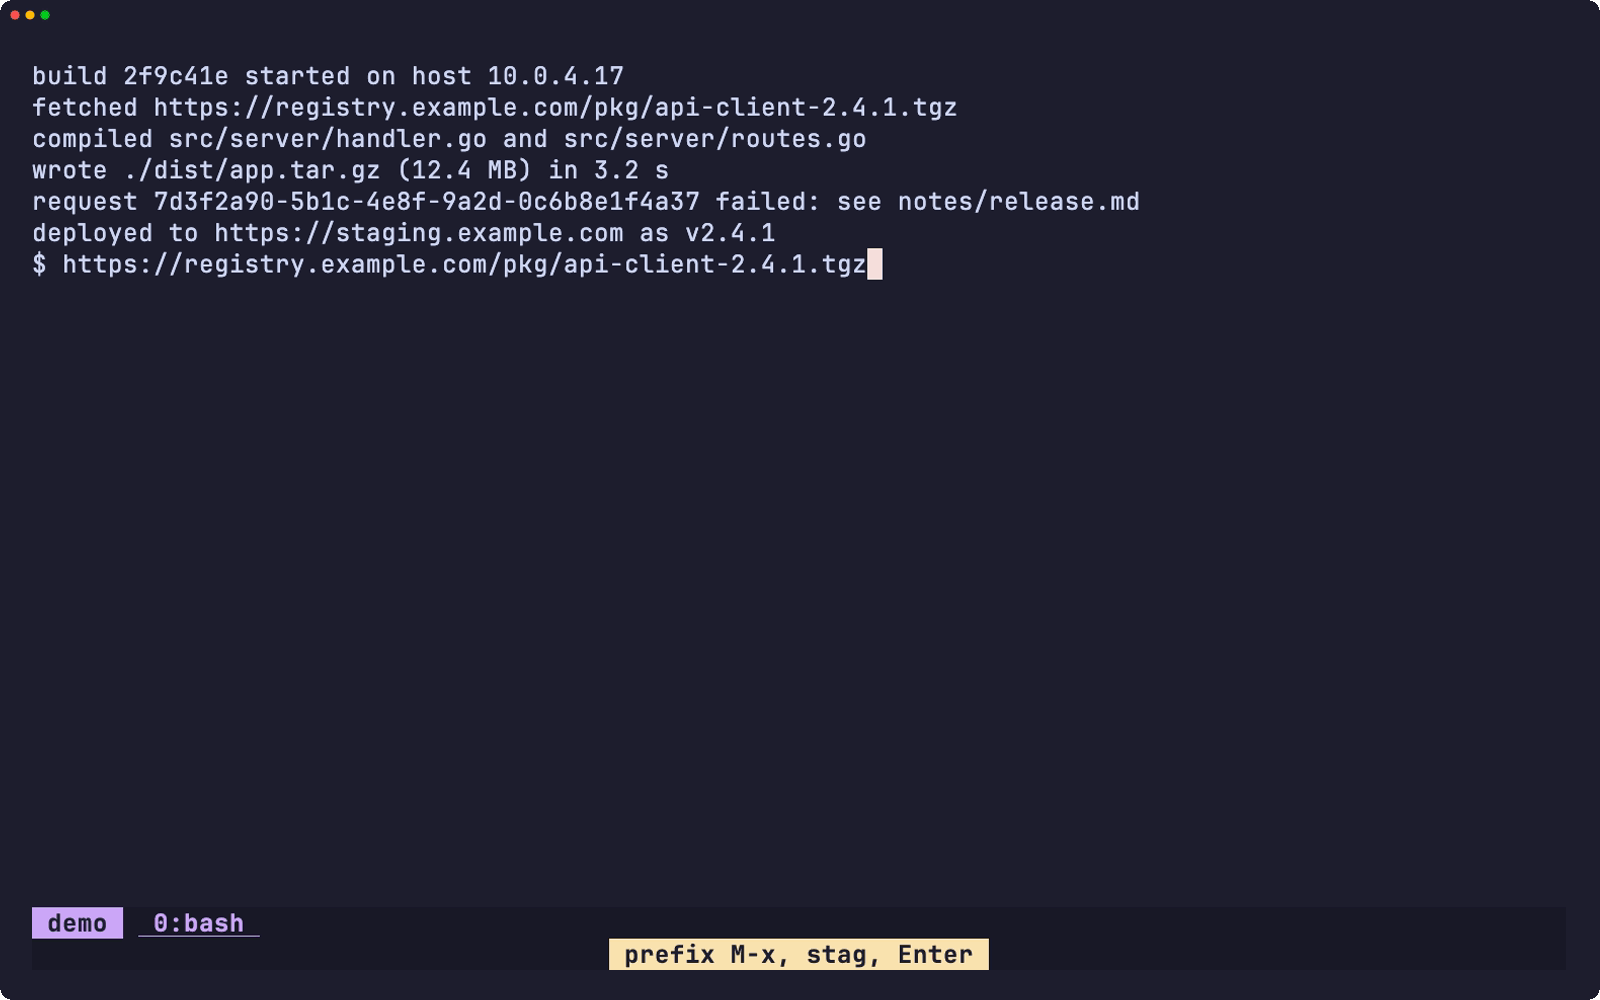 build 2f9c41e started on host 10.0.4.17
fetched https://registry.example.com/pkg/api-client-2.4.1.tgz
compiled src/server/handler.go and src/server/routes.go
wrote ./dist/app.tar.gz (12.4 MB) in 3.2 s
request 7d3f2a90-5b1c-4e8f-9a2d-0c6b8e1f4a37 failed: see notes/release.md
deployed to https://staging.example.com as v2.4.1
$ https://registry.example.com/pkg/api-client-2.4.1.tgz
demo 0:bash
prefix M-x, stag, Enter